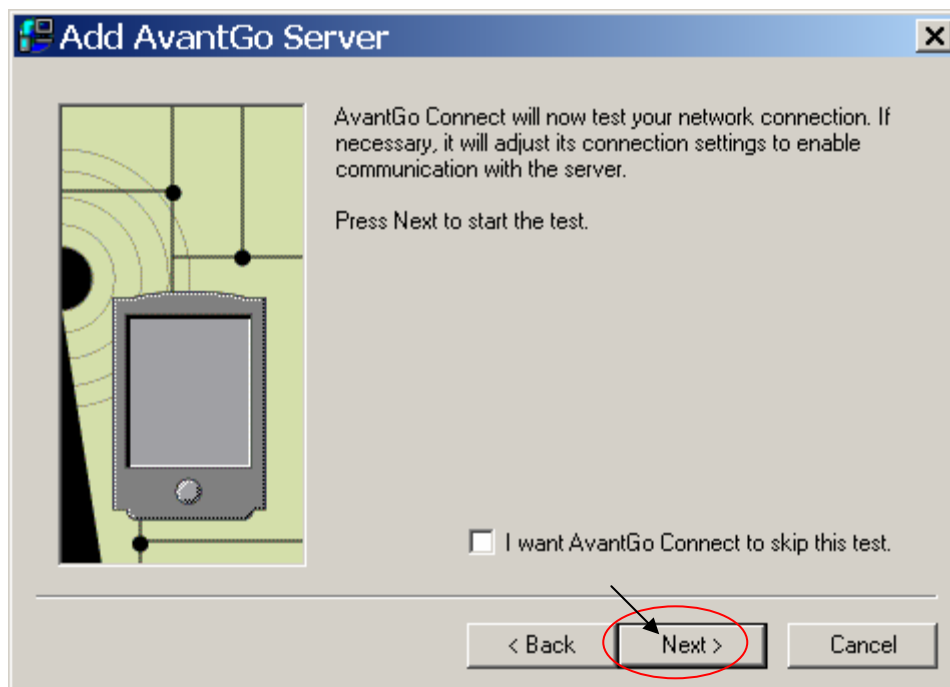 Add AvantGo Server
AvantGo Connect will now test your network connection. If
necessary, it will adjust its connection settings to enable
communication with the server.
Press Next to start the test.
I want AvantGo Connect to skip this test.
< Back
Next >
Cancel